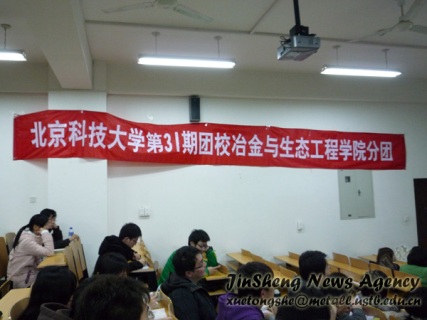 北京科技大学第31期团校冶金与生态工程学院分团
JinSheng News Agency
xuetongshe@metall.ustb.edu.cn